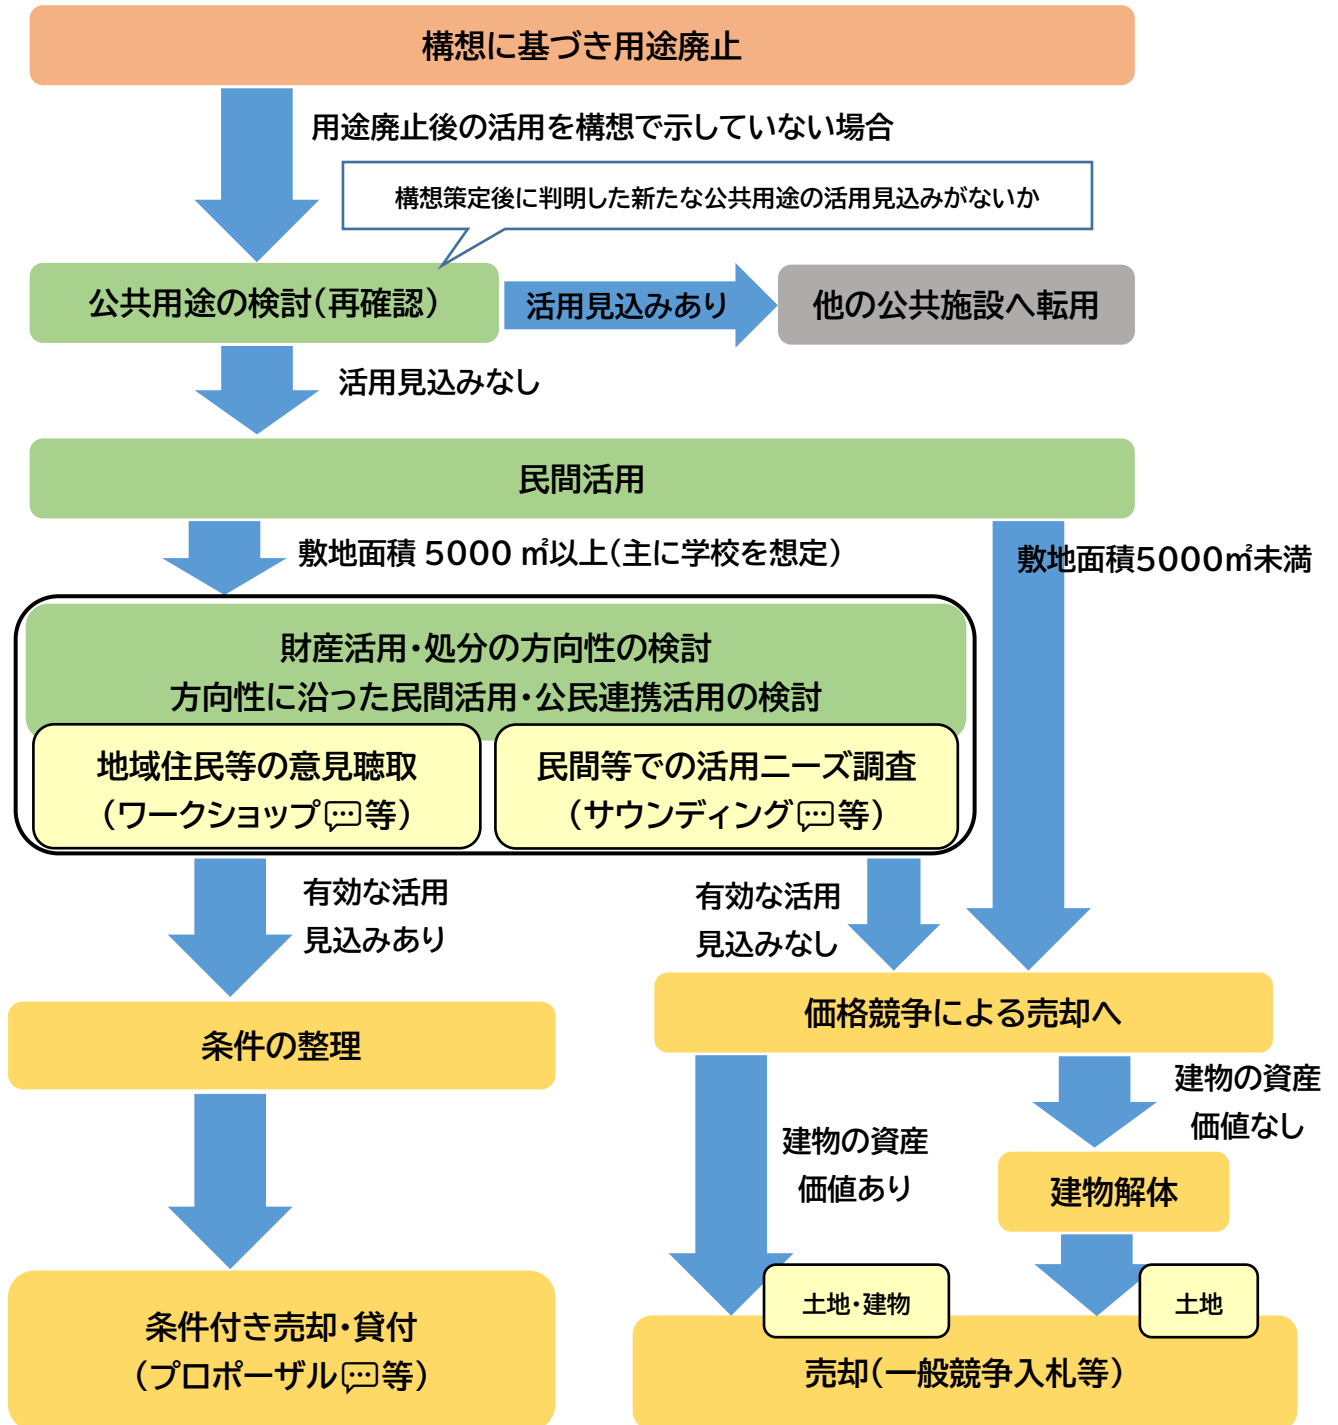 構想に基づき用途廃止
用途廃止後の活用を構想で示していない場合
構想策定後に判明した新たな公共用途の活用見込みがないか
公共用途の検討（再確認）
活用見込みあり
他の公共施設へ転用
活用見込みなし
民間活用
敷地面積 5000 ㎡以上（主に学校を想定）
敷地面積5000㎡未満
財産活用・処分の方向性の検討
方向性に沿った民間活用・公民連携活用の検討
地域住民等の意見聴取
（ワークショップ💬等）
民間等での活用ニーズ調査
（サウンディング💬等）
有効な活用
見込みあり
有効な活用
見込みなし
条件の整理
価格競争による売却へ
建物の資産
価値あり
建物の資産
価値なし
建物解体
土地・建物
土地
条件付き売却・貸付
（プロポーザル💬等）
売却（一般競争入札等）